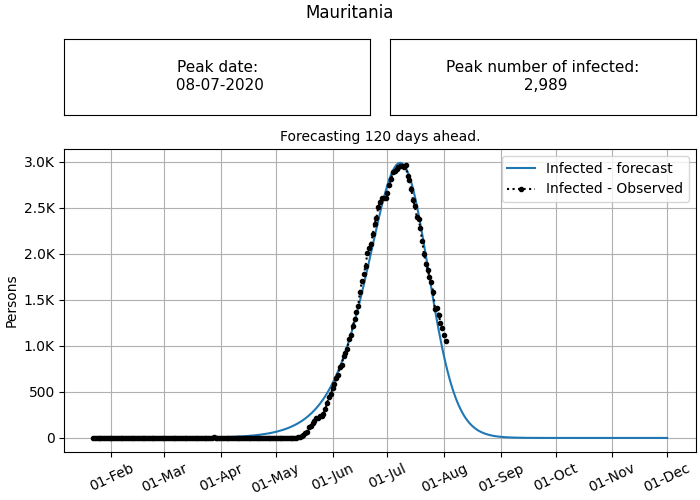 Mauritania
Peak date:
08-07-2020
Peak number of infected:
2,989
Forecasting 120 days ahead.
Infected - forecast
Infected - Observed
3.0K
2.5K
2.0K
1.5K
1.0K
500
0
Persons
01-Feb
01-Mar
01-Apr
01-May
01-Jun
01-Jul
01-Aug
01-Sep
01-Oct
01-Nov
01-Dec